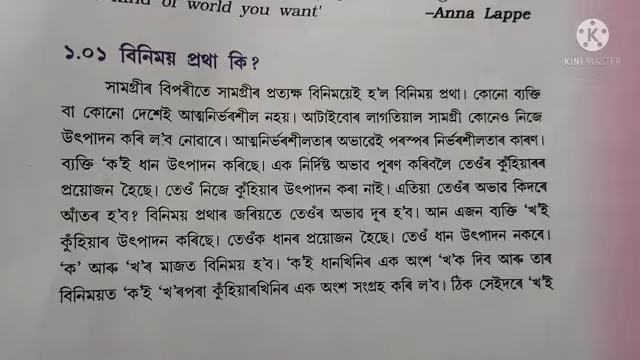 kind of world you want'
–Anna Lappe
KINEMASTER
১.০১ বিনিময় প্ৰথা কি?
সামগ্ৰীৰ বিপৰীতে সামগ্ৰীৰ প্ৰত্যক্ষ বিনিময়েই হ'ল বিনিময় প্ৰথা। কোনো ব্যক্তি
বা কোনো দেশেই আত্মনিৰ্ভৰশীল নহয়। আটাইবোৰ লাগতিয়াল সামগ্ৰী কোনেও নিজে
উৎপাদন কৰি ল'ব নোৱাৰে। আত্মনিৰ্ভৰশীলতাৰ অভাৱেই পৰস্পৰ নিৰ্ভৰশীলতাৰ কাৰণ।
ব্যক্তি 'ক'ই ধান উৎপাদন কৰিছে। এক নিৰ্দিষ্ট অভাৱ পূৰণ কৰিবলৈ তেওঁৰ কুঁহিয়াৰৰ
প্ৰয়োজন হৈছে। তেওঁ নিজে কুঁহিয়াৰ উৎপাদন কৰা নাই। এতিয়া তেওঁৰ অভাৱ কিদৰে
আঁতৰ হ'ব? বিনিময় প্ৰথাৰ জৰিয়তে তেওঁৰ অভাৱ দূৰ হ'ব। আন এজন ব্যক্তি 'খ'ই
কুঁহিয়াৰ উৎপাদন কৰিছে। তেওঁক ধানৰ প্ৰয়োজন হৈছে। তেওঁ ধান উৎপাদন নকৰে।
'ক' আৰু 'খ'ৰ মাজত বিনিময় হ'ব। 'ক'ই ধানখিনিৰ এক অংশ 'খ'ক দিব আৰু তাৰ
বিনিময়ত 'ক'ই 'খ'ৰপৰা কুঁহিয়াৰখিনিৰ এক অংশ সংগ্ৰহ কৰি ল'ব। ঠিক সেইদৰে 'খ'ই